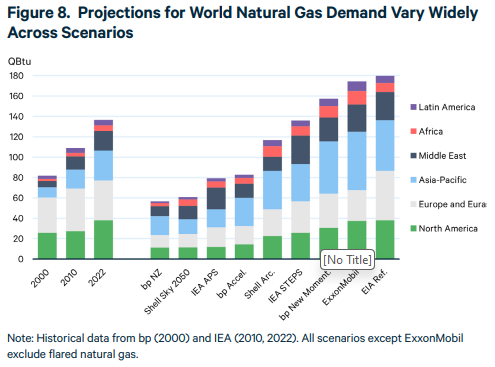 Figure 8. Projections for World Natural Gas Demand Vary Widely
Across Scenarios
QBtu
180
160
140
120
100
80
60
40
20
0
2000
2010
2022
bp NZ
Shell Sky 2050
IEA APS
bp Accel.
Shell Arc.
IEA STEPS
bp New Moment.
ExxonMobil
EIA Ref.
[No Title]
Latin America
Africa
Middle East
Asia-Pacific
Europe and Euras
North America
Note: Historical data from bp (2000) and IEA (2010, 2022). All scenarios except ExxonMobil
exclude flared natural gas.